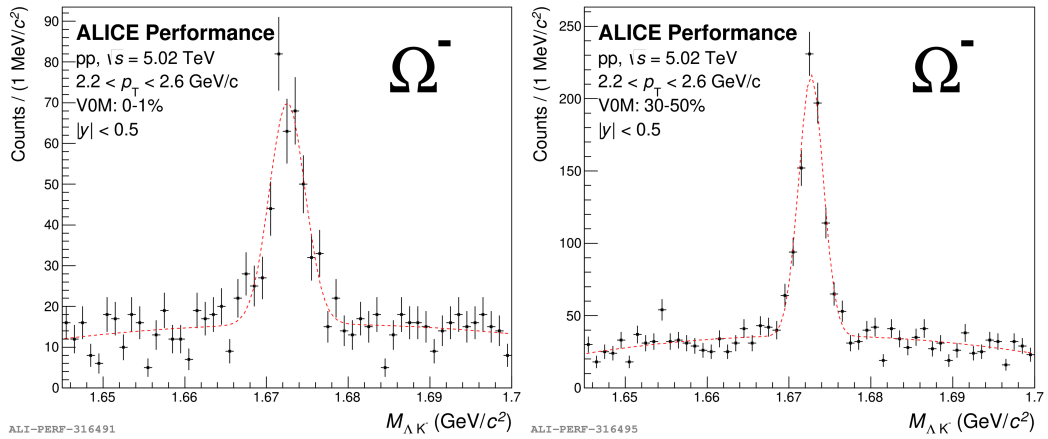 Counts / (1 MeV/c²)
90
80
70
60
50
40
30
20
10
0
ALICE Performance
pp, √s = 5.02 TeV
2.2 < p_T < 2.6 GeV/c
V0M: 0-1%
|y| < 0.5
Ω⁻
1.65 1.66 1.67 1.68 1.69 1.7
M_Λ K⁻ (GeV/c²)
ALI-PERF-316491
Counts / (1 MeV/c²)
250
200
150
100
50
0
ALICE Performance
pp, √s = 5.02 TeV
2.2 < p_T < 2.6 GeV/c
V0M: 30-50%
|y| < 0.5
Ω⁻
1.65 1.66 1.67 1.68 1.69 1.7
M_Λ K⁻ (GeV/c²)
ALI-PERF-316495